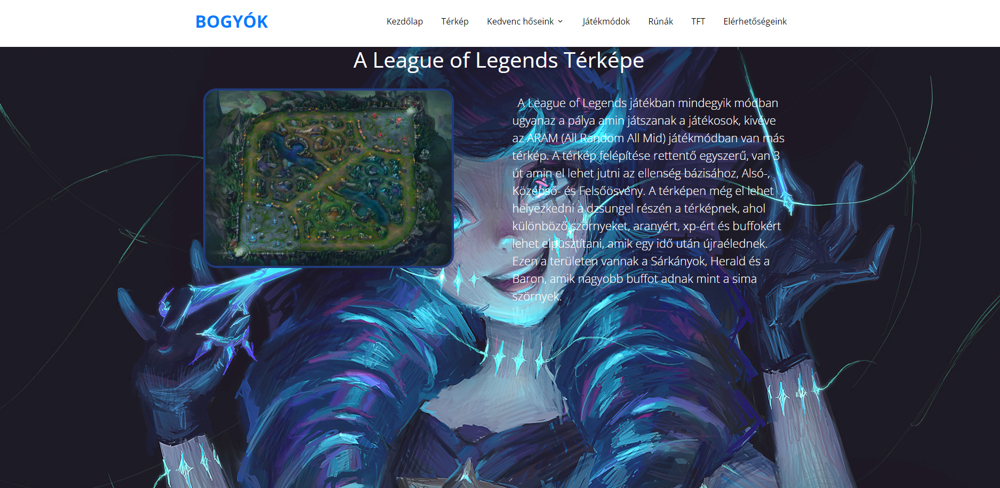 BOGYÓK
Kezdőlap Térkép Kedvenc hőseink Játékmódok Rúnák TFT Elérhetőségeink
A League of Legends Térképe
A League of Legends játékban mindegyik módban
ugyanaz a pálya amin játszanak a játékosok, kivéve
az ARAM (All Random All Mid) játékmódban van más
térkép. A térkép felépítése rettentő egyszerű, van 3
út amin el lehet jutni az ellenség bázisához, Alsó-,
Középső- és Felsőösvény. A térképen még el lehet
helyezkedni a dzsungel részén a térképnek, ahol
különböző szörnyeket, aranyért, xp-ért és buffokért
lehet elpusztítani, amik egy idő után újraélednek.
Ezen a területen vannak a Sárkányok, Herald és a
Baron, amik nagyobb buffot adnak mint a sima
szörnyek.